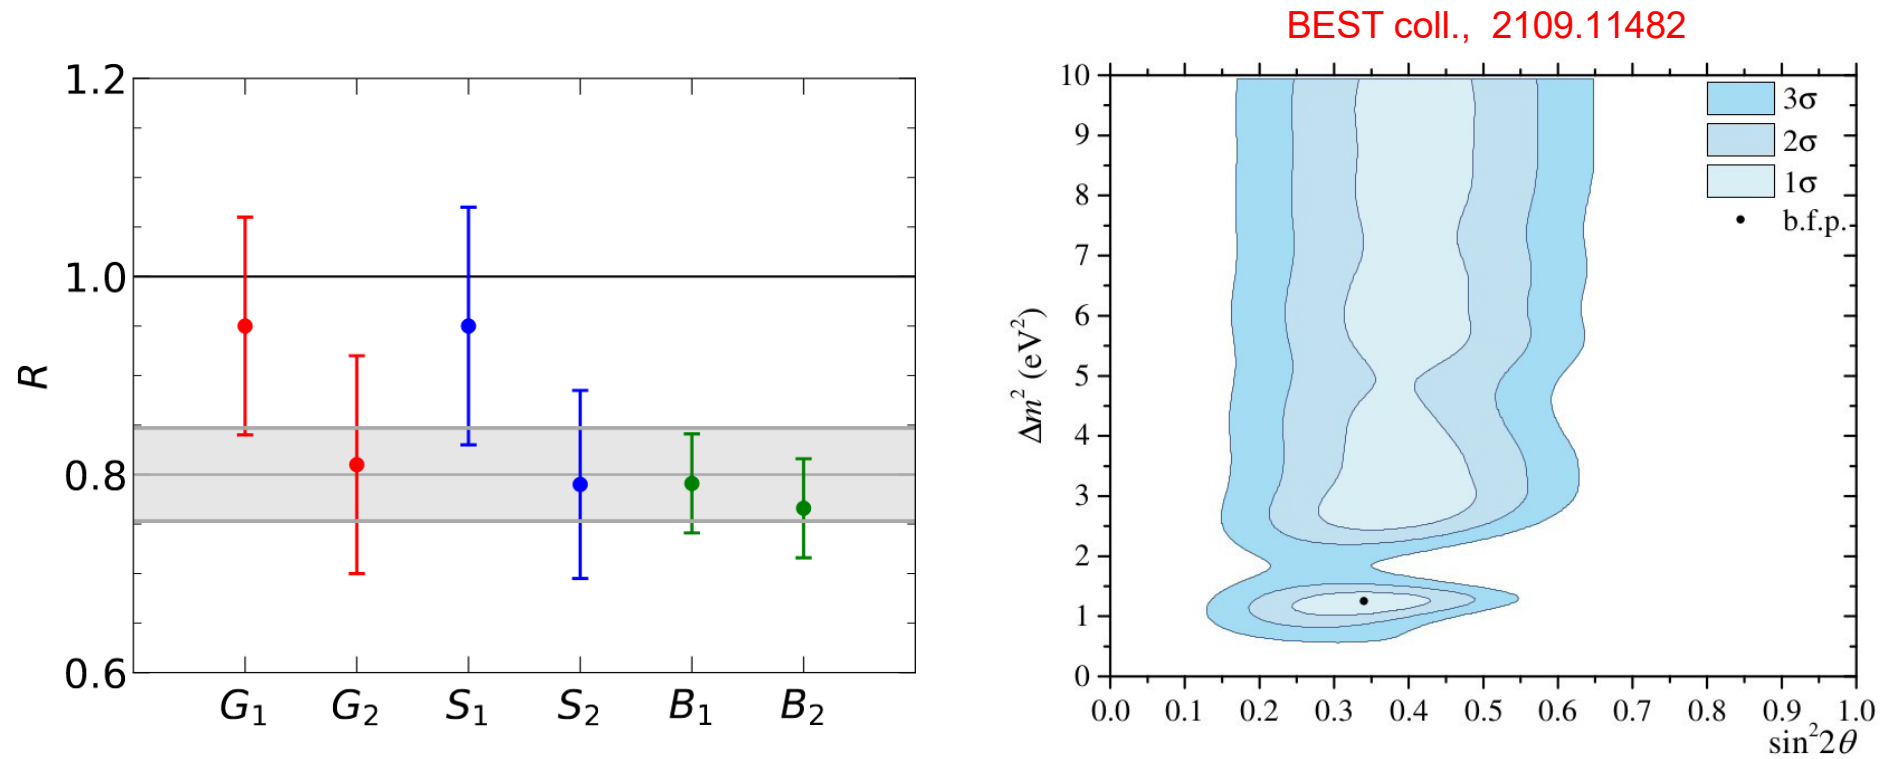 BEST coll., 2109.11482
1.2
1.0
0.8
0.6
R
G₁ G₂ S₁ S₂ B₁ B₂
10
9
8
7
6
5
4
3
2
1
0
Δm² (eV²)
3σ
2σ
1σ
b.f.p.
0.0 0.1 0.2 0.3 0.4 0.5 0.6 0.7 0.8 0.9 1.0
sin²2θ